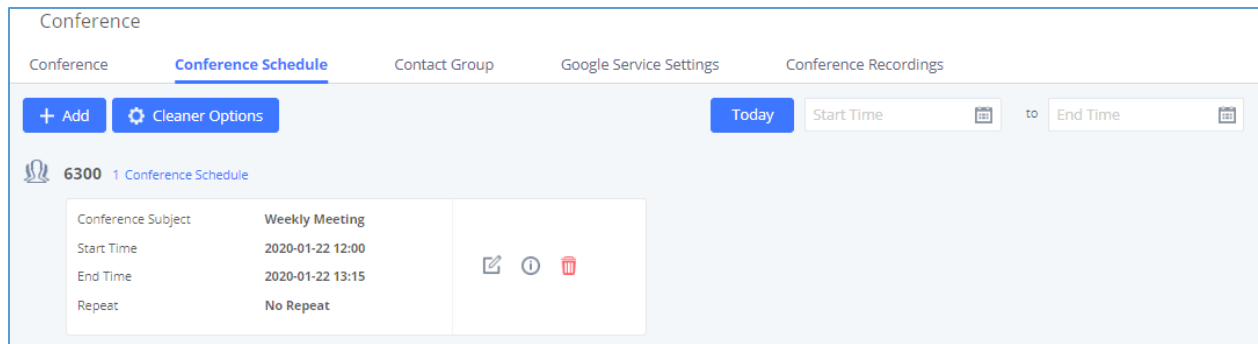 Conference
Conference Conference Schedule Contact Group Google Service Settings Conference Recordings
+ Add Cleaner Options Today Start Time to End Time
6300 1 Conference Schedule
Conference Subject Weekly Meeting
Start Time 2020-01-22 12:00
End Time 2020-01-22 13:15
Repeat No Repeat